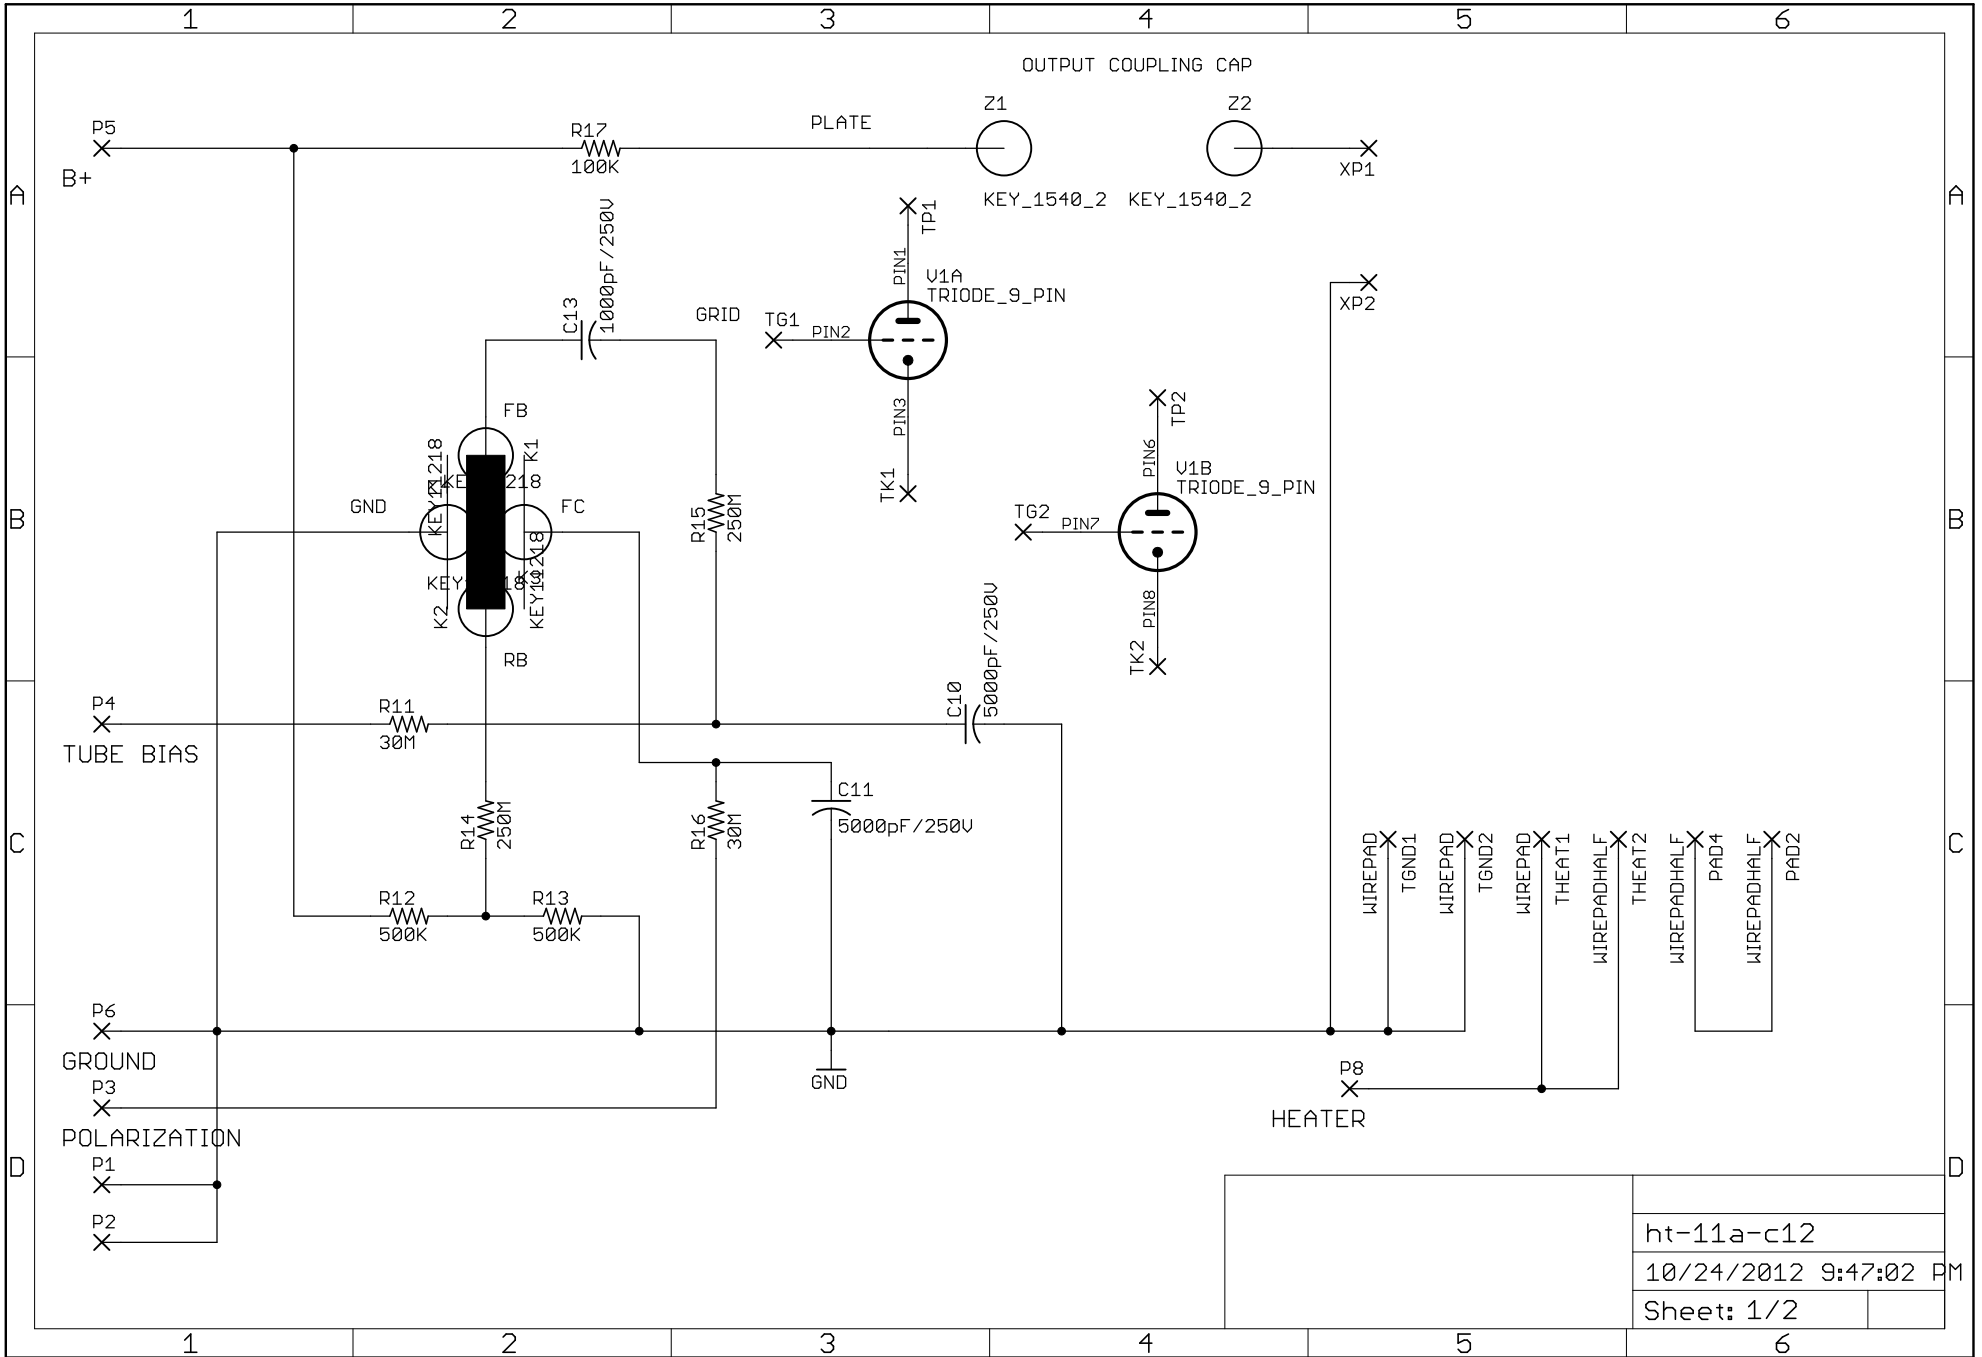 1 2 3 4 5 6
OUTPUT COUPLING CAP
Z1 Z2
P5
R17
PLATE
100K
B+
XP1
KEY_1540_2 KEY_1540_2
A A
TP1
1000pF/250V
C13
PIN1
V1A
TRIODE_9_PIN
XP2
GRID
TG1
PIN2
PIN3
TK1
FB
K1
GND
FC
RB
K2
KEY11218
R15
250M
B B
TP2
PIN6
V1B
TRIODE_9_PIN
TG2
PIN7
PIN8
TK2
5000pF/250V
C10
P4
R11
30M
TUBE BIAS
C11
5000pF/250V
R14
250M
R16
30M
C C
WIREPAD
TGND1
WIREPAD
TGND2
WIREPAD
THEAT1
WIREPADHALF
THEAT2
WIREPADHALF
PAD4
WIREPADHALF
PAD2
R12
500K
R13
500K
P6
GROUND
GND
P8
HEATER
P3
POLARIZATION
P1
P2
D D
ht-11a-c12
10/24/2012 9:47:02 PM
Sheet: 1/2
1 2 3 4 5 6